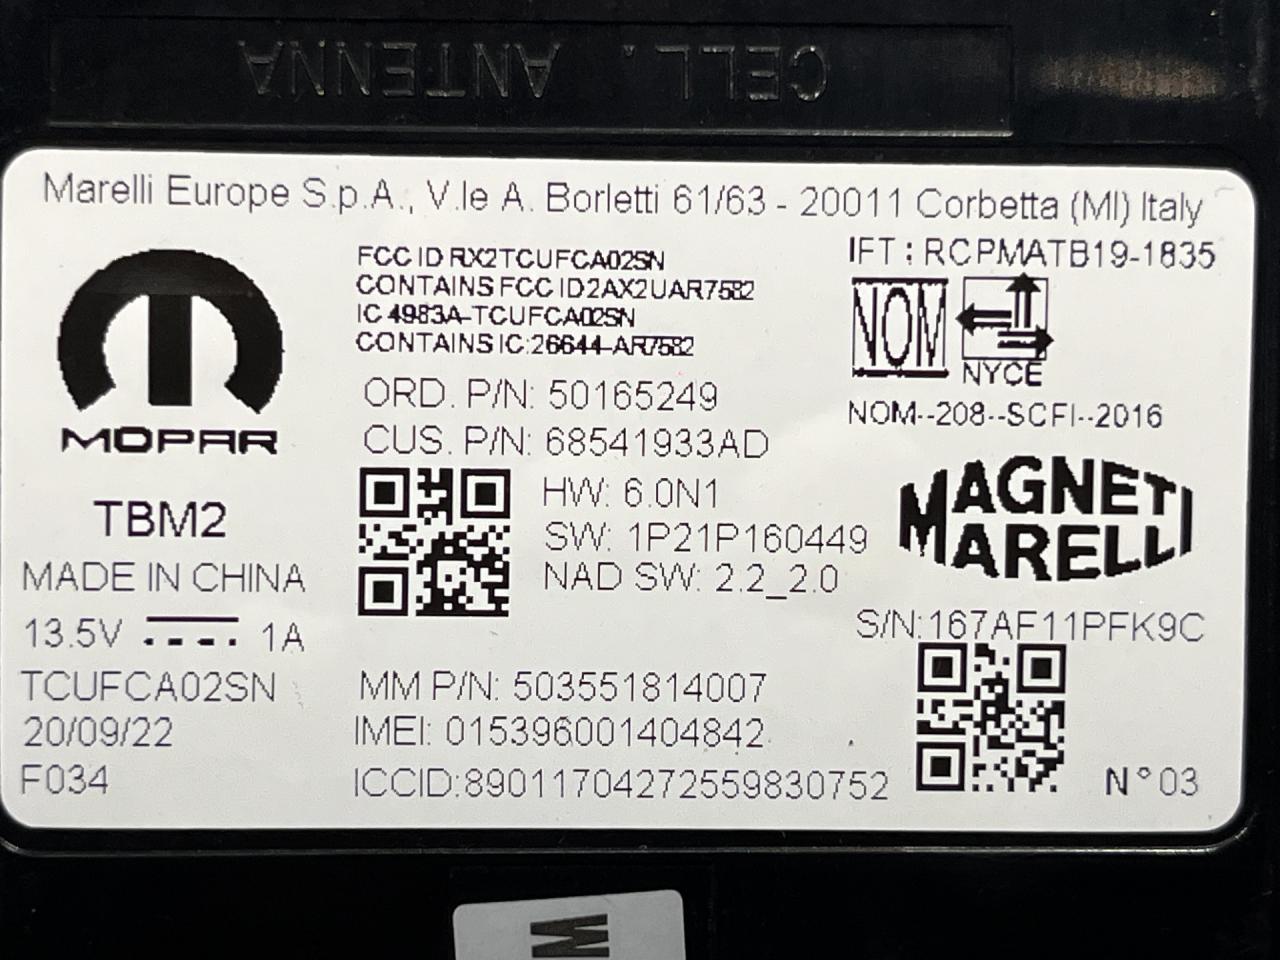 CELL. ANTENNA
Marelli Europe S.p.A., V.le A. Borletti 61/63 - 20011 Corbetta (MI) Italy
FCC ID RX2TCUFCA02SN
CONTAINS FCC ID2AX2UAR7582
IC 4983A-TCUFCA02SN
CONTAINS IC:26644-AR7582
IFT : RCPMATB19-1835
NOM
NYCE
NOM--208--SCFI--2016
MOPAR
ORD. P/N: 50165249
CUS. P/N: 68541933AD
HW: 6.0N1
SW: 1P21P160449
NAD SW: 2.2_2.0
MAGNETI
MARELLI
TBM2
MADE IN CHINA
13.5V 1A
TCUFCA02SN
20/09/22
F034
S/N:167AF11PFK9C
MM P/N: 503551814007
IMEI: 015396001404842
ICCID:89011704272559830752
N°03
W